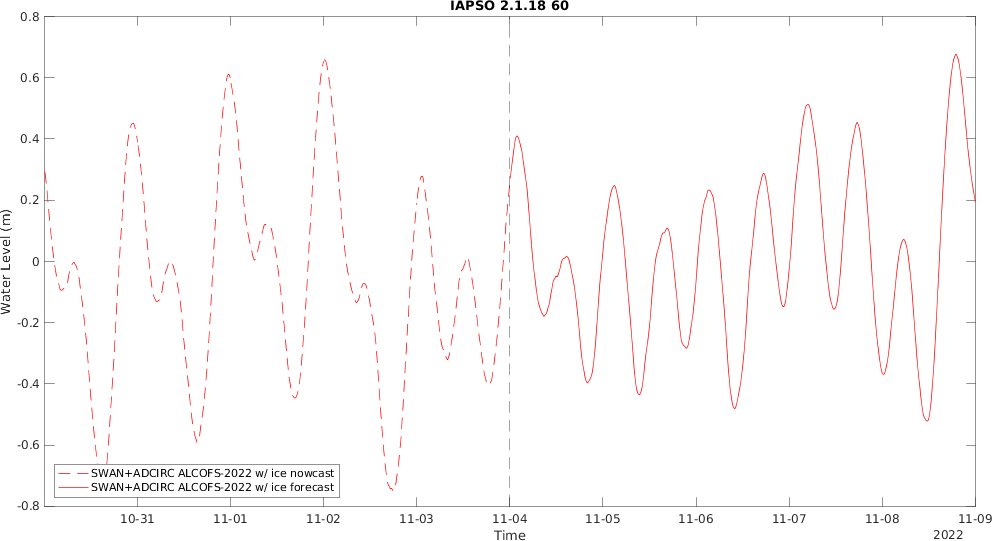 IAPSO 2.1.18 60
0.8
0.6
0.4
0.2
0
-0.2
-0.4
-0.6
-0.8
Water Level (m)
SWAN+ADCIRC ALCOFS-2022 w/ ice nowcast
SWAN+ADCIRC ALCOFS-2022 w/ ice forecast
10-31 11-01 11-02 11-03 11-04 11-05 11-06 11-07 11-08 11-09
Time
2022